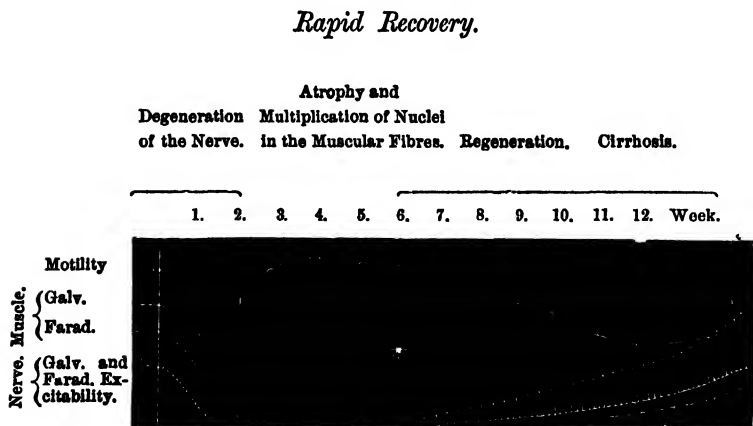 Rapid Recovery.
Atrophy and
Degeneration Multiplication of Nuclei
of the Nerve. in the Muscular Fibres. Regeneration. Cirrhosis.
1. 2. 3. 4. 5. 6. 7. 8. 9. 10. 11. 12. Week.
Motility
Muscle.
Galv.
Farad.
Nerve.
Galv. and
Farad. Ex-
citability.